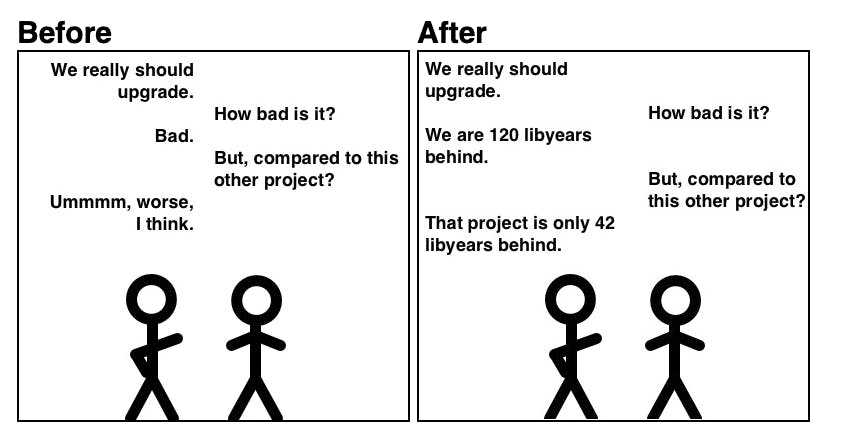 Before
We really should
upgrade.
How bad is it?
Bad.
But, compared to this
other project?
Ummmm, worse,
I think.
After
We really should
upgrade.
How bad is it?
We are 120 libyears
behind.
But, compared to
this other project?
That project is only 42
libyears behind.